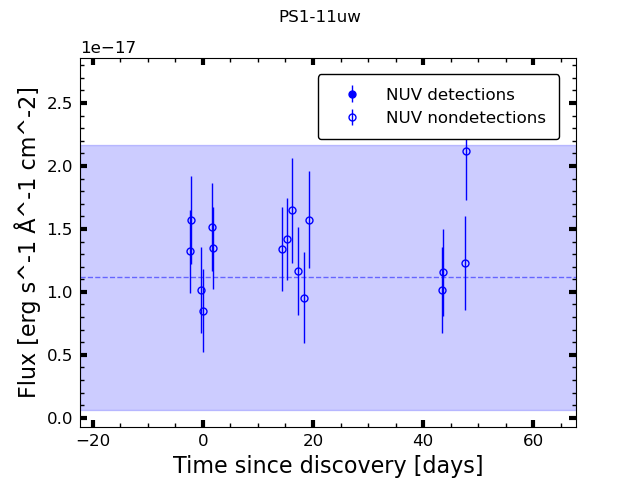 PS1-11uw
1e−17
NUV detections
NUV nondetections
2.5
2.0
1.5
1.0
0.5
0.0
Flux [erg s^-1 Å^-1 cm^-2]
−20 0 20 40 60
Time since discovery [days]